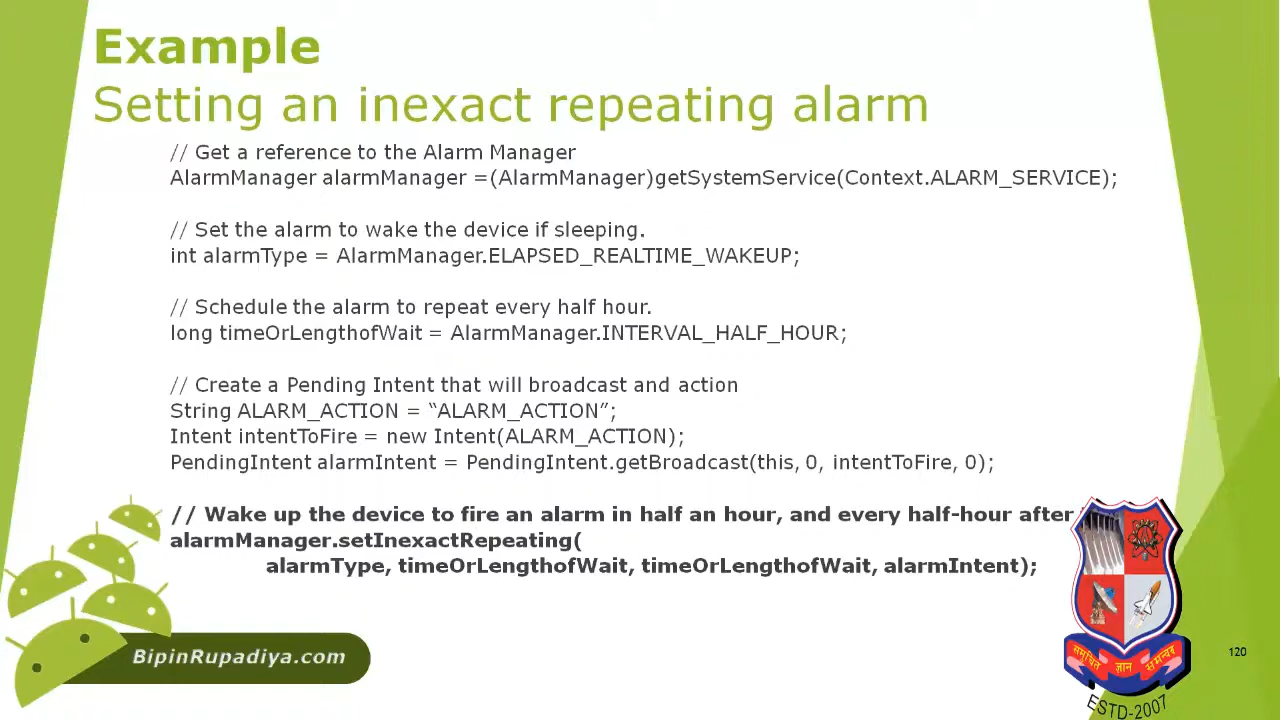 Example
Setting an inexact repeating alarm
// Get a reference to the Alarm Manager
AlarmManager alarmManager =(AlarmManager)getSystemService(Context.ALARM_SERVICE);
// Set the alarm to wake the device if sleeping.
int alarmType = AlarmManager.ELAPSED_REALTIME_WAKEUP;
// Schedule the alarm to repeat every half hour.
long timeOrLengthofWait = AlarmManager.INTERVAL_HALF_HOUR;
// Create a Pending Intent that will broadcast and action
String ALARM_ACTION = “ALARM_ACTION”;
Intent intentToFire = new Intent(ALARM_ACTION);
PendingIntent alarmIntent = PendingIntent.getBroadcast(this, 0, intentToFire, 0);
// Wake up the device to fire an alarm in half an hour, and every half-hour after
alarmManager.setInexactRepeating(
alarmType, timeOrLengthofWait, timeOrLengthofWait, alarmIntent);
BipinRupadiya.com
120
समुचित ज्ञान समन्वय
ESTD-2007